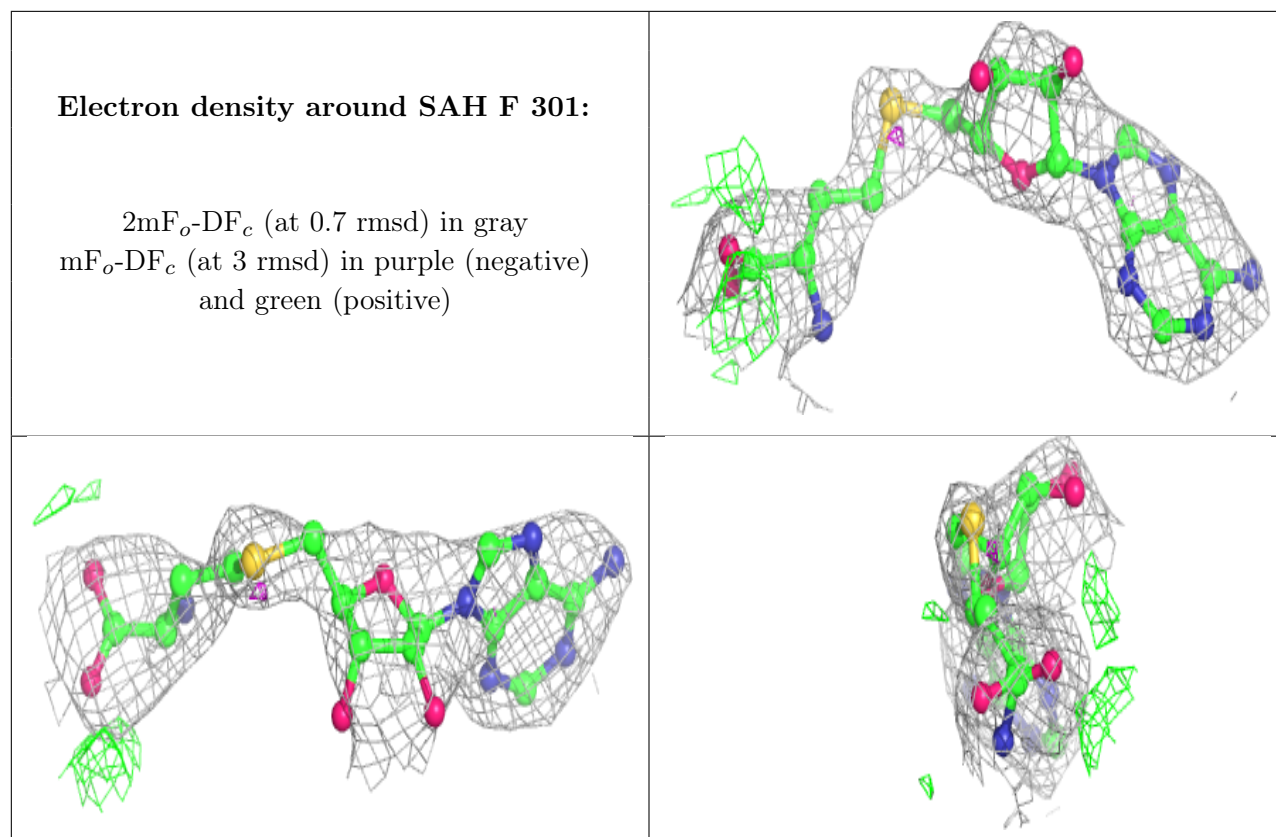 Electron density around SAH F 301:
2mFo-DFc (at 0.7 rmsd) in gray
mFo-DFc (at 3 rmsd) in purple (negative)
and green (positive)